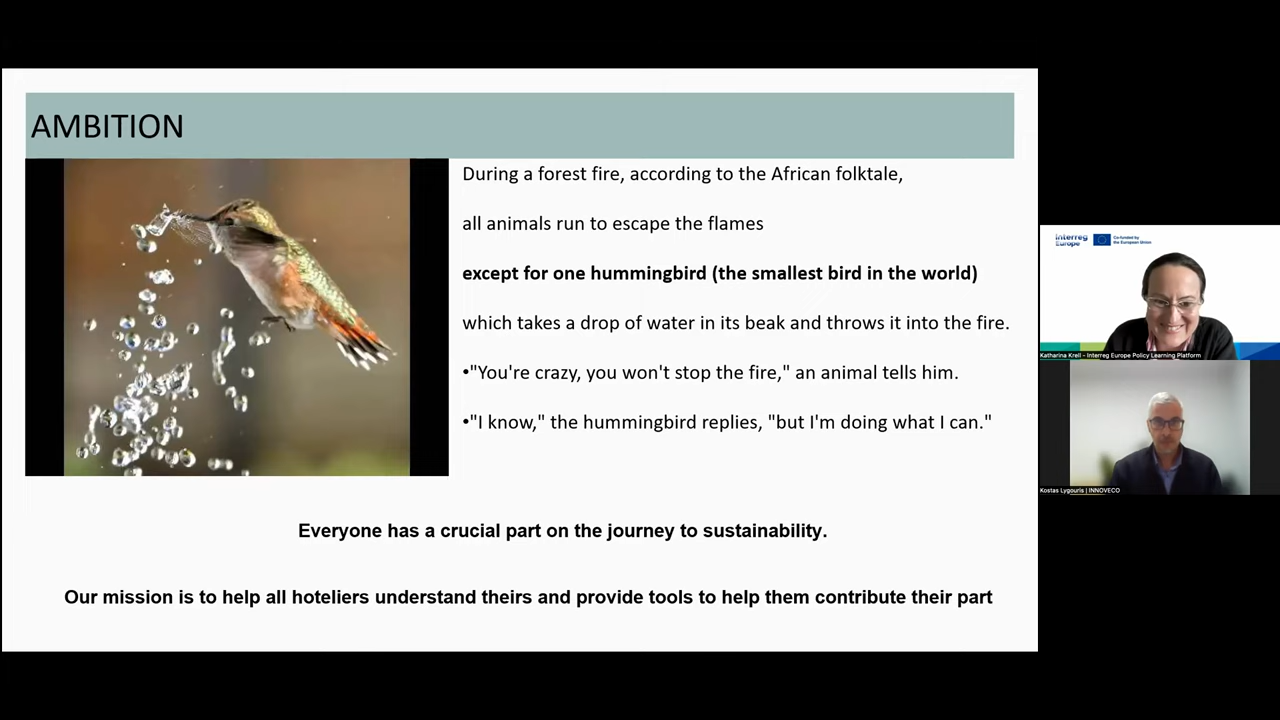 AMBITION
During a forest fire, according to the African folktale,
all animals run to escape the flames
except for one hummingbird (the smallest bird in the world)
which takes a drop of water in its beak and throws it into the fire.
•"You're crazy, you won't stop the fire," an animal tells him.
•"I know," the hummingbird replies, "but I'm doing what I can."
Everyone has a crucial part on the journey to sustainability.
Our mission is to help all hoteliers understand theirs and provide tools to help them contribute their part
Interreg
Europe
Co-funded by
the European Union
Katharina Krell - Interreg Europe Policy Learning Platform
Kostas Lygouris | INNOVECO